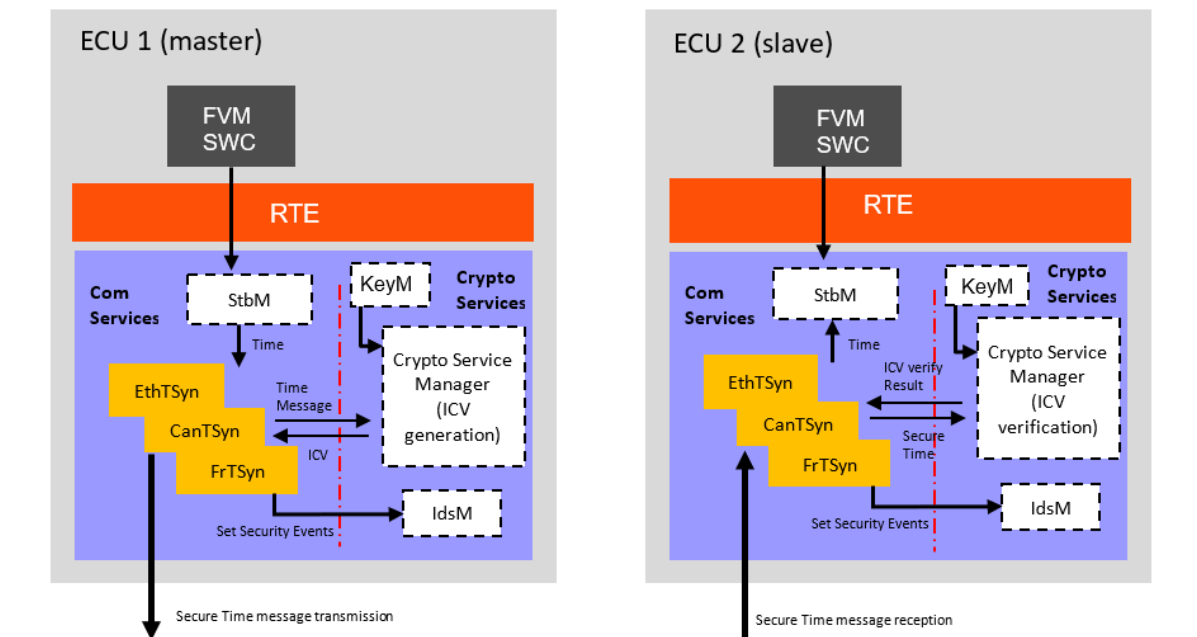 ECU 1 (master)
FVM
SWC
RTE
Com
Services
StbM
Time
EthTSyn
CanTSyn
FrTSyn
Time
Message
ICV
KeyM
Crypto
Services
Crypto Service
Manager
(ICV
generation)
Set Security Events
IdsM
Secure Time message transmission
ECU 2 (slave)
FVM
SWC
RTE
Com
Services
StbM
Time
EthTSyn
CanTSyn
FrTSyn
ICV verify
Result
Secure
Time
KeyM
Crypto
Services
Crypto Service
Manager
(ICV
verification)
Set Security Events
IdsM
Secure Time message reception